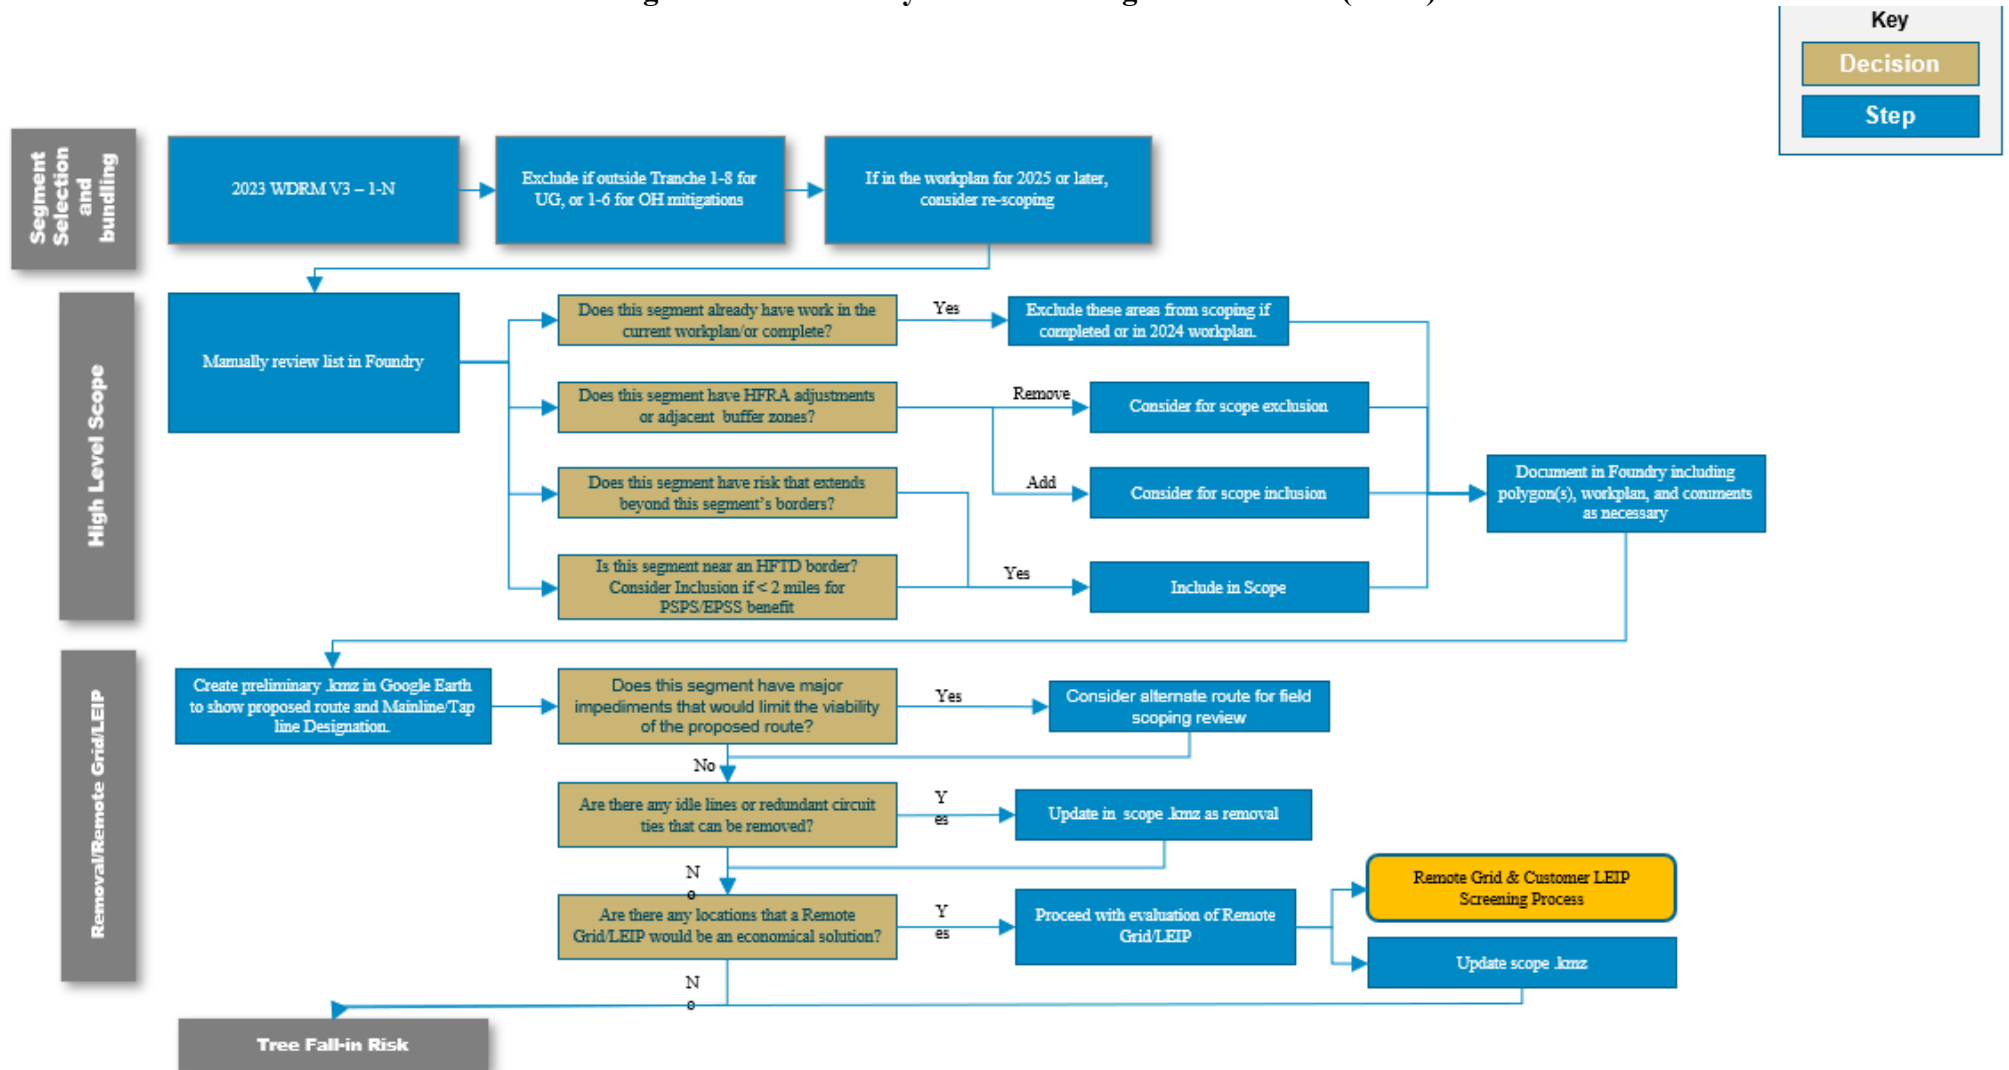 Key
Decision
Step
Segment
Selection
and
bundling
2023 WDRM V3 – 1-N
Exclude if outside Tranche 1-8 for
UG, or 1-6 for OH mitigations
If in the workplan for 2025 or later,
consider re-scoping
High Level Scope
Manually review list in Foundry
Does this segment already have work in the
current workplan/or complete?
Yes
Exclude these areas from scoping if
completed or in 2024 workplan.
Does this segment have HFRA adjustments
or adjacent buffer zones?
Remove
Consider for scope exclusion
Add
Consider for scope inclusion
Does this segment have risk that extends
beyond this segment's borders?
Is this segment near an HFTD border?
Consider Inclusion if < 2 miles for
PSPS/EPSS benefit
Yes
Include in Scope
Document in Foundry including
polygon(s), workplan, and comments
as necessary
Removal/Remote Grid/LEIP
Create preliminary .kmz in Google Earth
to show proposed route and Mainline/Tap
line Designation.
Does this segment have major
impediments that would limit the viability
of the proposed route?
Yes
Consider alternate route for field
scoping review
No
Are there any idle lines or redundant circuit
ties that can be removed?
Y
es
Update in scope .kmz as removal
N
o
Are there any locations that a Remote
Grid/LEIP would be an economical solution?
Y
es
Proceed with evaluation of Remote
Grid/LEIP
Remote Grid & Customer LEIP
Screening Process
Update scope .kmz
N
o
Tree Fall-in Risk